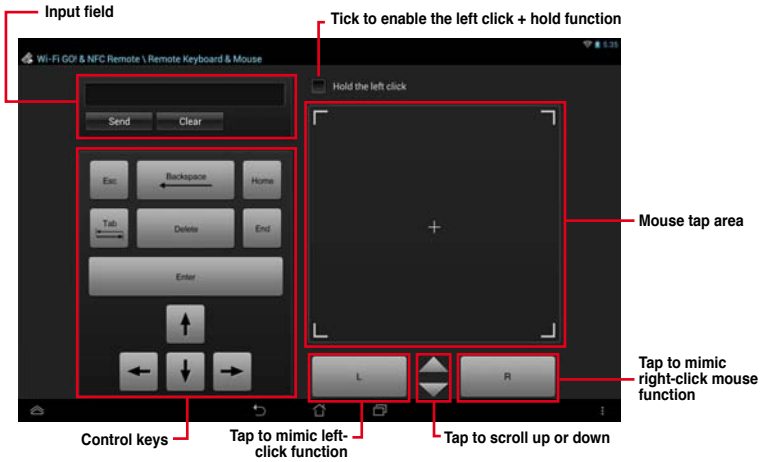 Input field
Tick to enable the left click + hold function
5:35
Wi-Fi GO! & NFC Remote \ Remote Keyboard & Mouse
Hold the left click
Send Clear
Esc Backspace Home
Tab Delete End
Mouse tap area
Enter
L R
Tap to mimic
right-click mouse
function
Control keys
Tap to mimic left-
click function
Tap to scroll up or down